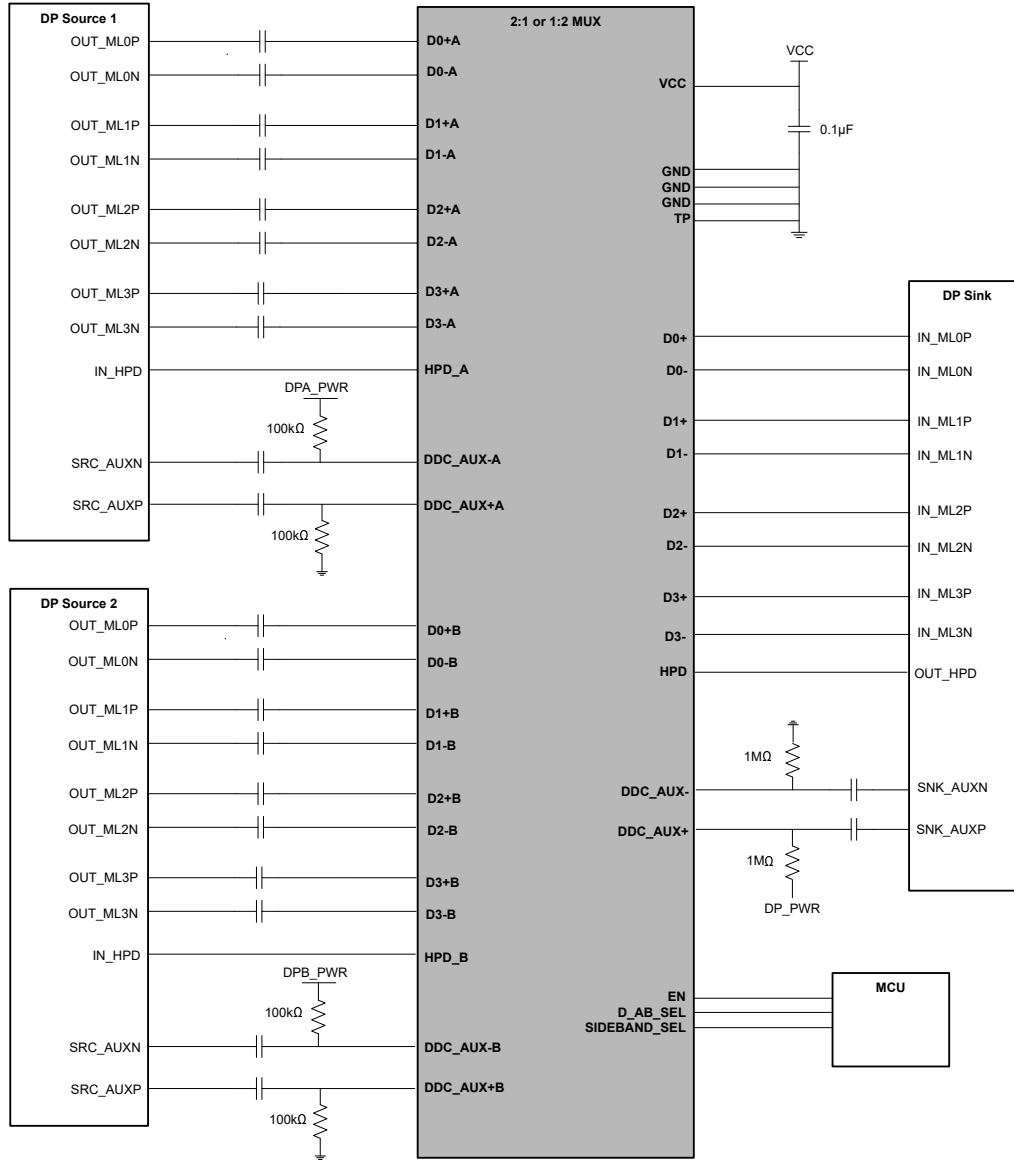 DP Source 1
OUT_ML0P
OUT_ML0N
OUT_ML1P
OUT_ML1N
OUT_ML2P
OUT_ML2N
OUT_ML3P
OUT_ML3N
IN_HPD
SRC_AUXN
SRC_AUXP
DPA_PWR
100kΩ
100kΩ
DP Source 2
OUT_ML0P
OUT_ML0N
OUT_ML1P
OUT_ML1N
OUT_ML2P
OUT_ML2N
OUT_ML3P
OUT_ML3N
IN_HPD
SRC_AUXN
SRC_AUXP
DPB_PWR
100kΩ
100kΩ
2:1 or 1:2 MUX
D0+A
D0-A
D1+A
D1-A
D2+A
D2-A
D3+A
D3-A
HPD_A
DDC_AUX-A
DDC_AUX+A
D0+B
D0-B
D1+B
D1-B
D2+B
D2-B
D3+B
D3-B
HPD_B
DDC_AUX-B
DDC_AUX+B
VCC
GND
GND
GND
TP
D0+
D0-
D1+
D1-
D2+
D2-
D3+
D3-
HPD
DDC_AUX-
DDC_AUX+
EN
D_AB_SEL
SIDEBAND_SEL
VCC
0.1µF
1MΩ
1MΩ
DP_PWR
DP Sink
IN_ML0P
IN_ML0N
IN_ML1P
IN_ML1N
IN_ML2P
IN_ML2N
IN_ML3P
IN_ML3N
OUT_HPD
SNK_AUXN
SNK_AUXP
MCU